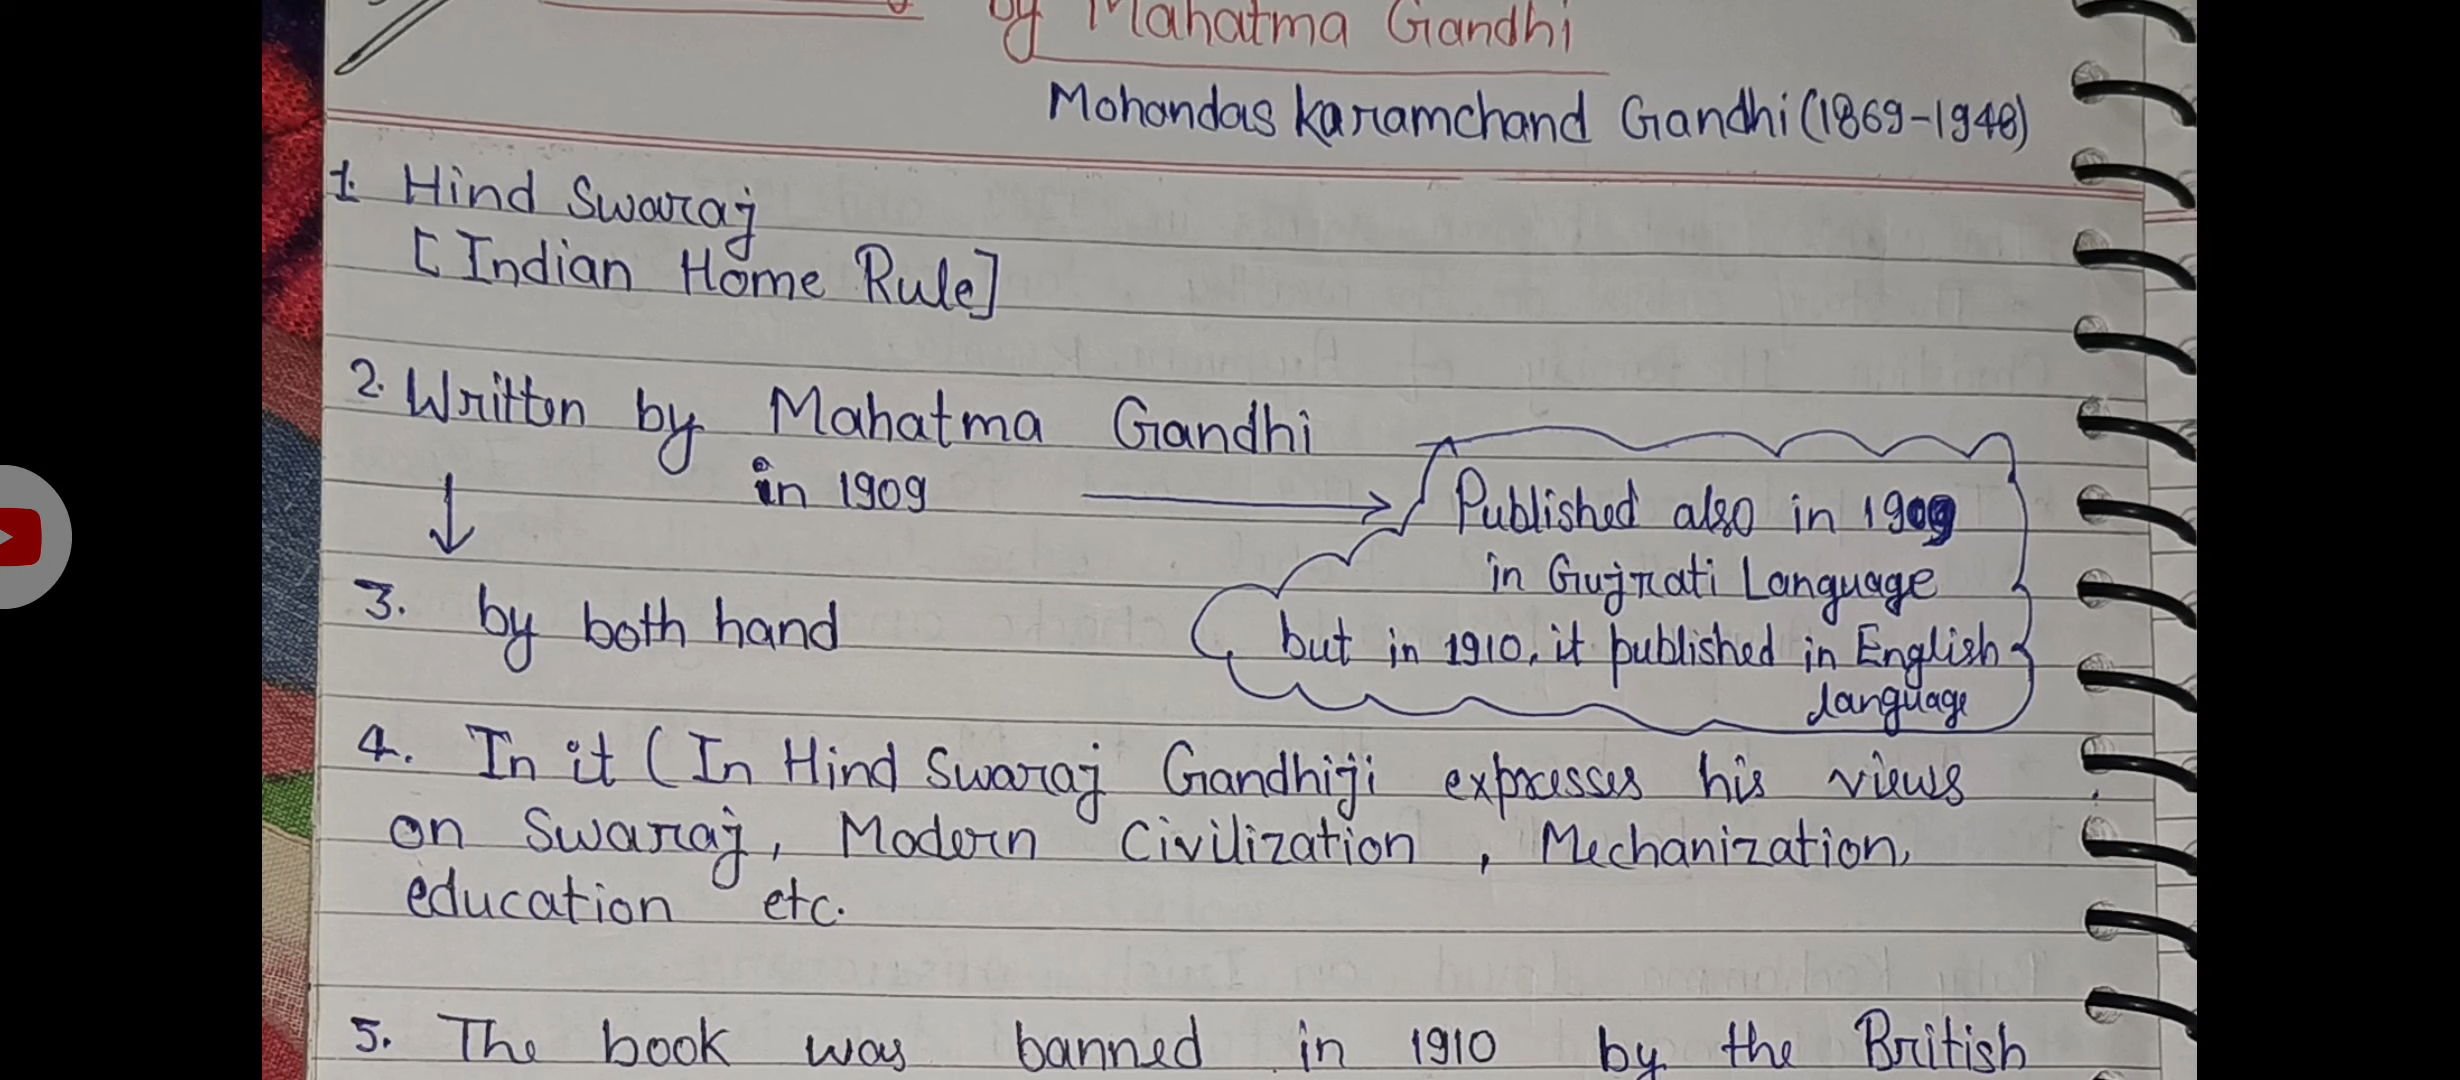 by Mahatma Gandhi
Mohandas Karamchand Gandhi (1869-1948)
1. Hind Swaraj
[Indian Home Rule]
2. Written by Mahatma Gandhi
in 1909
Published also in 1909
in Gujrati Language
but in 1910, it published in English
language
3. by both hand
4. In it (In Hind Swaraj Gandhiji expresses his views
on Swaraj, Modern Civilization, Mechanization,
education etc.
5. The book was banned in 1910 by the British